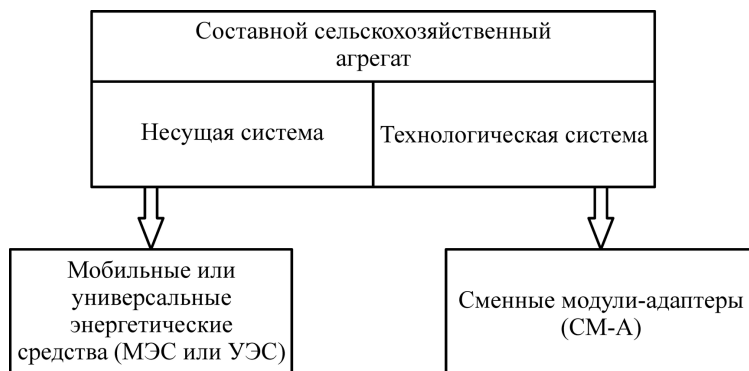 Составной сельскохозяйственный
агрегат
Несущая система
Технологическая система
Мобильные или
универсальные
энергетические
средства (МЭС или УЭС)
Сменные модули-адаптеры
(СМ-А)